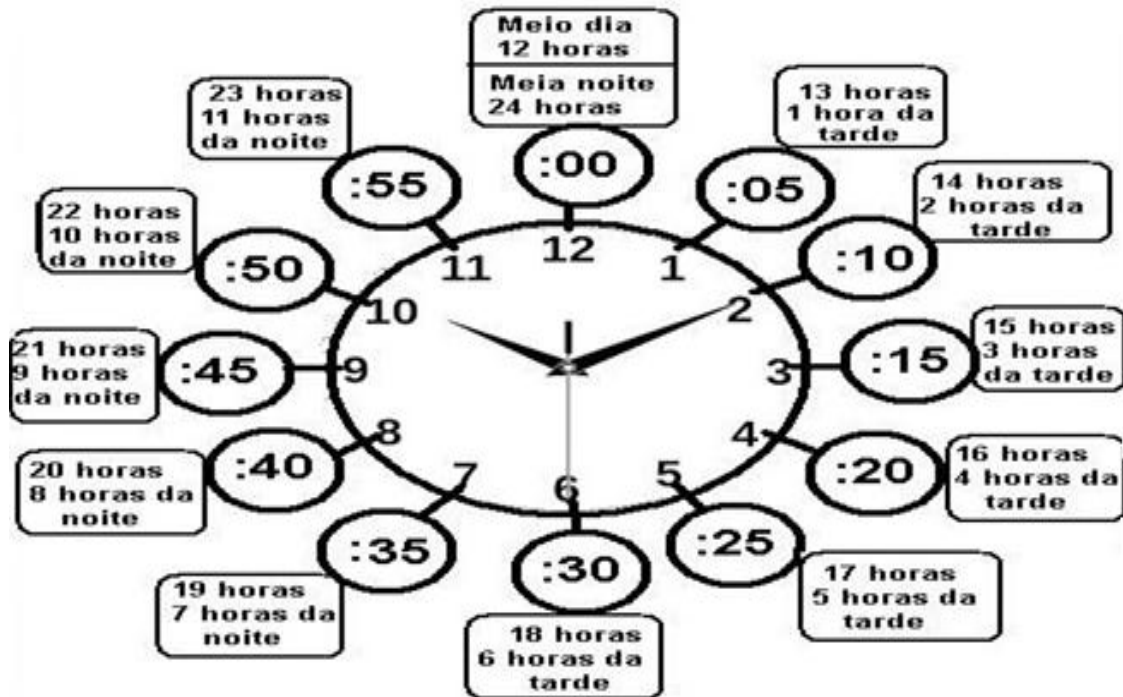 Meio dia
12 horas
Meia noite
24 horas
:00
12
13 horas
1 hora da
tarde
:05
1
14 horas
2 horas da
tarde
:10
2
15 horas
3 horas
da tarde
:15
3
16 horas
4 horas da
tarde
:20
4
17 horas
5 horas da
tarde
:25
5
18 horas
6 horas da
tarde
:30
6
19 horas
7 horas da
noite
:35
7
20 horas
8 horas da
noite
:40
8
21 horas
9 horas
da noite
:45
9
22 horas
10 horas
da noite
:50
10
23 horas
11 horas
da noite
:55
11